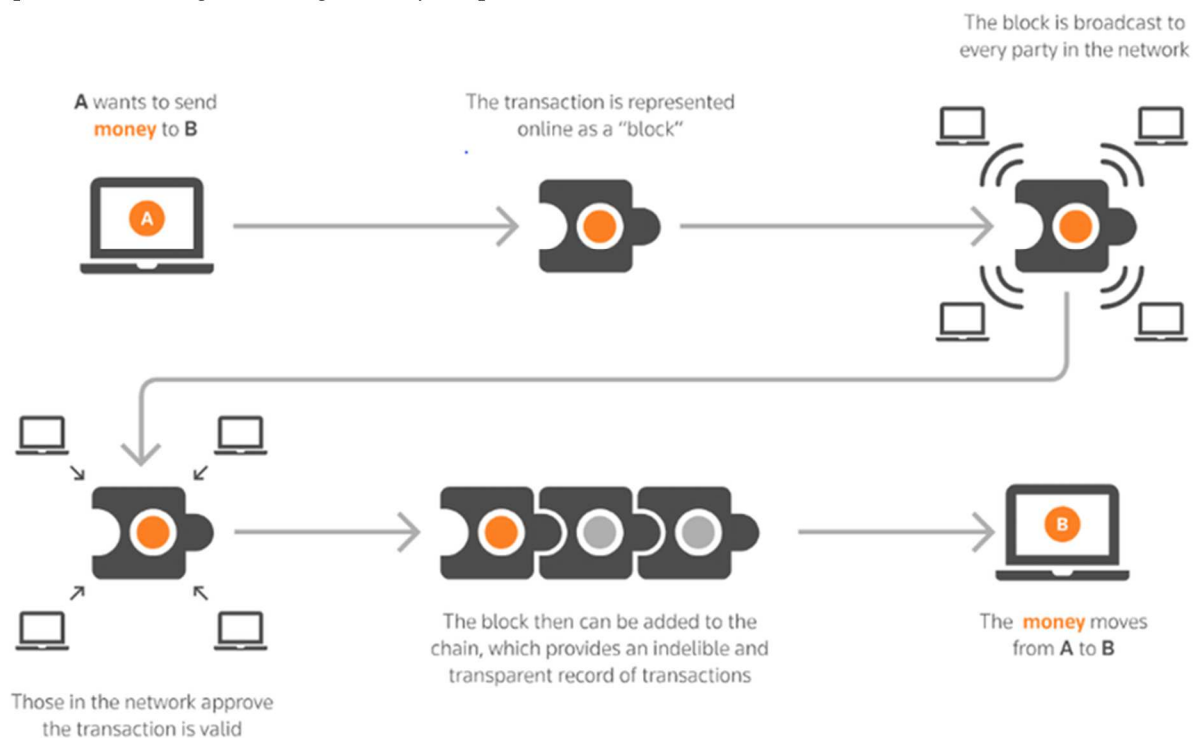 The block is broadcast to
every party in the network
A wants to send
money to B
The transaction is represented
online as a “block”
A
Those in the network approve
the transaction is valid
The block then can be added to the
chain, which provides an indelible and
transparent record of transactions
B
The money moves
from A to B